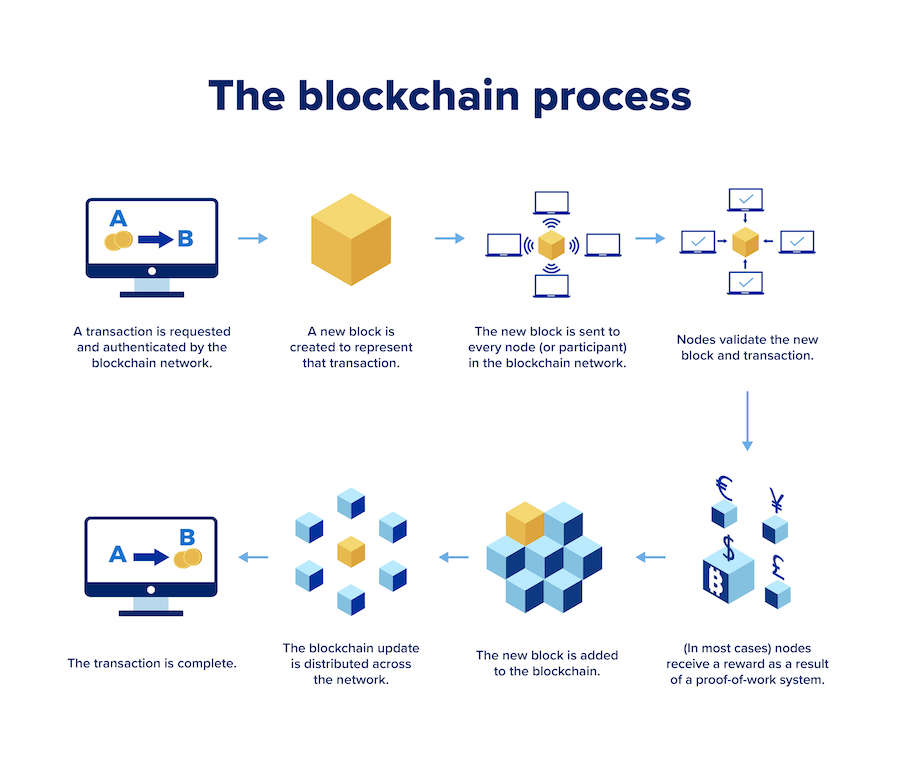 The blockchain process
A
B
A transaction is requested
and authenticated by the
blockchain network.
A new block is
created to represent
that transaction.
The new block is sent to
every node (or participant)
in the blockchain network.
Nodes validate the new
block and transaction.
€
¥
$
£
₿
(In most cases) nodes
receive a reward as a result
of a proof-of-work system.
The new block is added
to the blockchain.
The blockchain update
is distributed across
the network.
A
B
The transaction is complete.